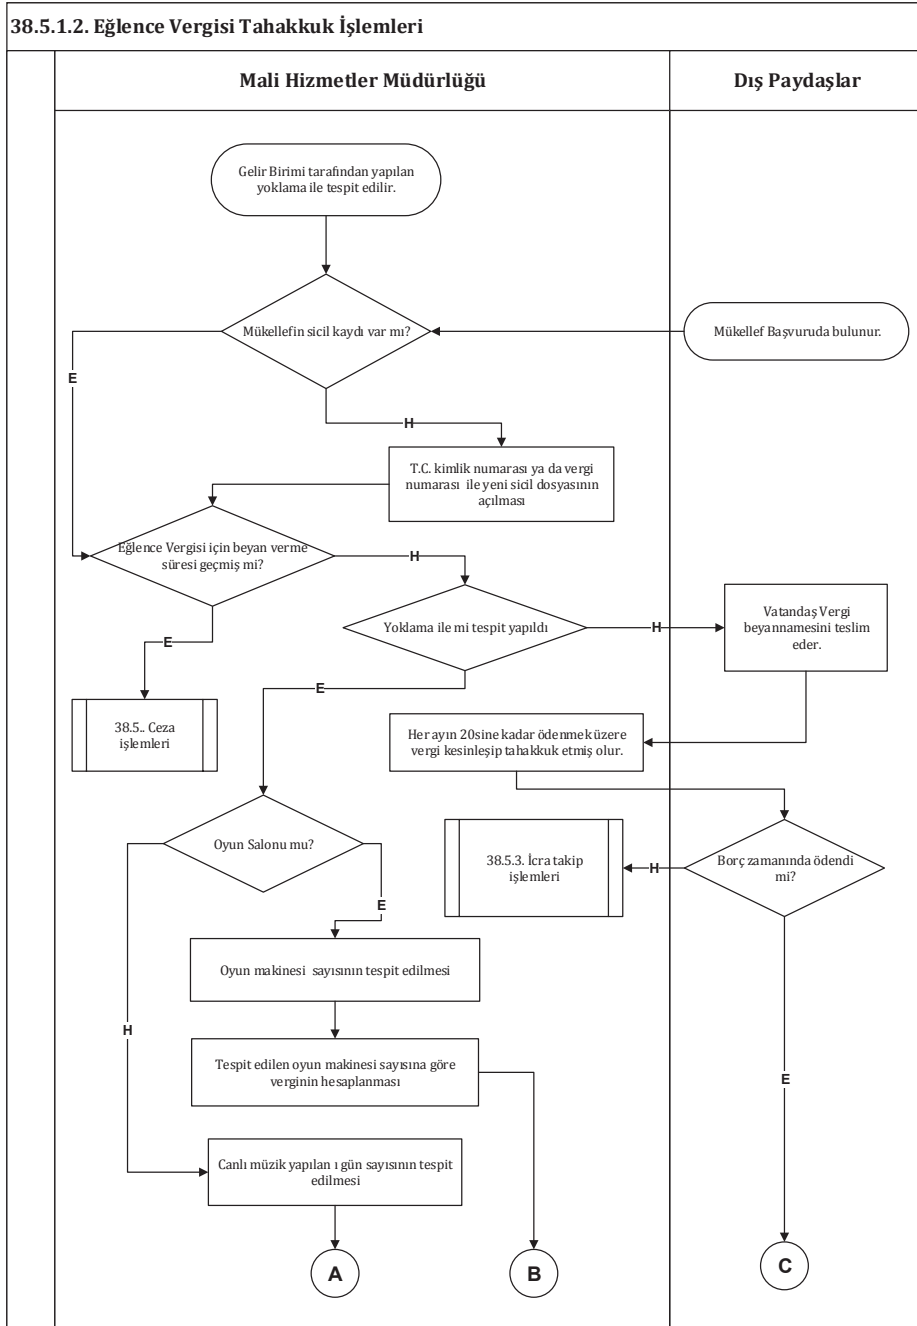 38.5.1.2. Eğlence Vergisi Tahakkuk İşlemleri
Mali Hizmetler Müdürlüğü
Dış Paydaşlar
Gelir Birimi tarafından yapılan
yoklama ile tespit edilir.
Mükellefin sicil kaydı var mı?
Mükellef Başvuruda bulunur.
E
H
T.C. kimlik numarası ya da vergi
numarası ile yeni sicil dosyasının
açılması
Eğlence Vergisi için beyan verme
süresi geçmiş mi?
H
Yoklama ile mi tespit yapıldı
H
Vatandaş Vergi
beyannamesini teslim
eder.
E
E
38.5.. Ceza
işlemleri
Her ayın 20sine kadar ödenmek üzere
vergi kesinleşip tahakkuk etmiş olur.
Oyun Salonu mu?
38.5.3. İcra takip
işlemleri
H
Borç zamanında ödendi
mi?
E
Oyun makinesi sayısının tespit edilmesi
H
Tespit edilen oyun makinesi sayısına göre
verginin hesaplanması
E
Canlı müzik yapılan ı gün sayısının tespit
edilmesi
A
B
C